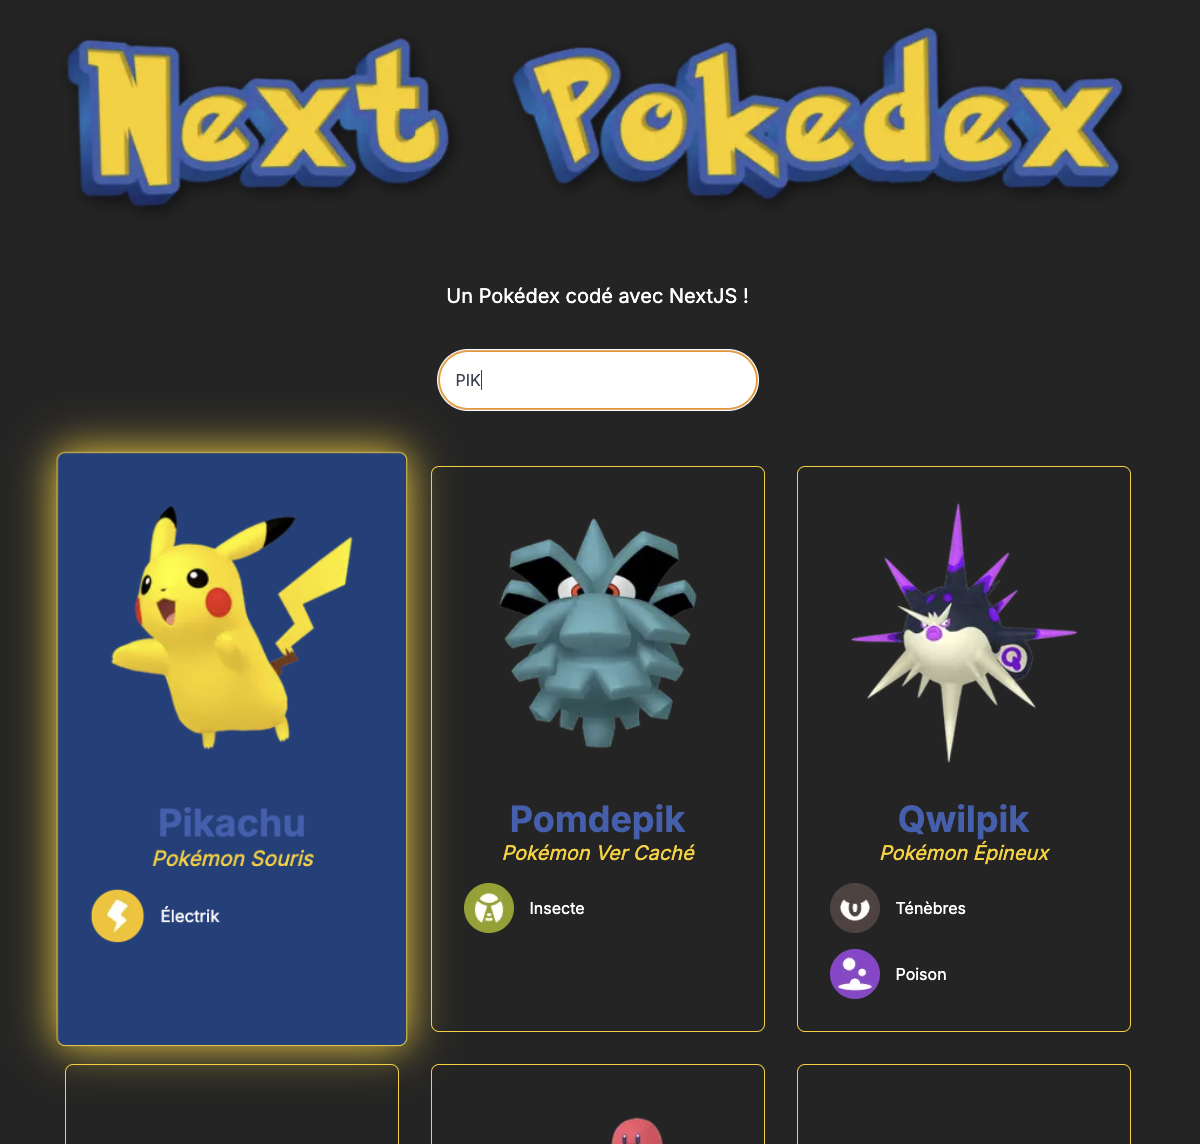 Next Pokedex
Un Pokédex codé avec NextJS !
PIK
Pikachu
Pokémon Souris
Électrik
Pomdepik
Pokémon Ver Caché
Insecte
Q
Qwilpik
Pokémon Épineux
Ténèbres
Poison